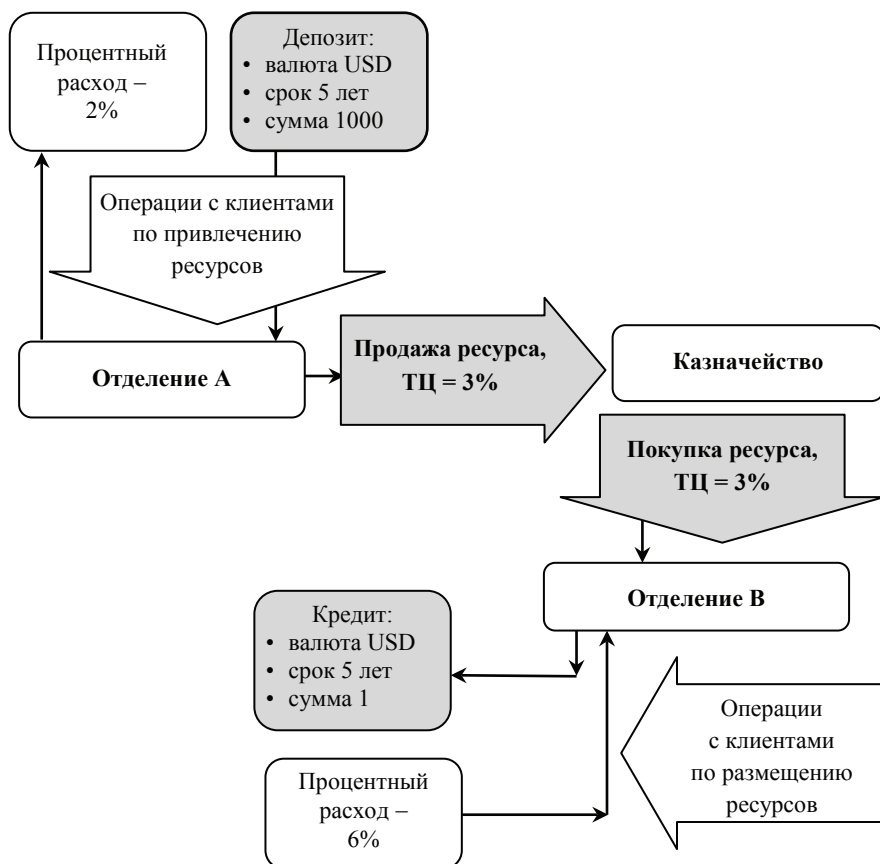 Процентный
расход –
2%
Депозит:
• валюта USD
• срок 5 лет
• сумма 1000
Операции с клиентами
по привлечению
ресурсов
Отделение А
Продажа ресурса,
ТЦ = 3%
Казначейство
Покупка ресурса,
ТЦ = 3%
Отделение В
Кредит:
• валюта USD
• срок 5 лет
• сумма 1
Операции
с клиентами
по размещению
ресурсов
Процентный
расход –
6%